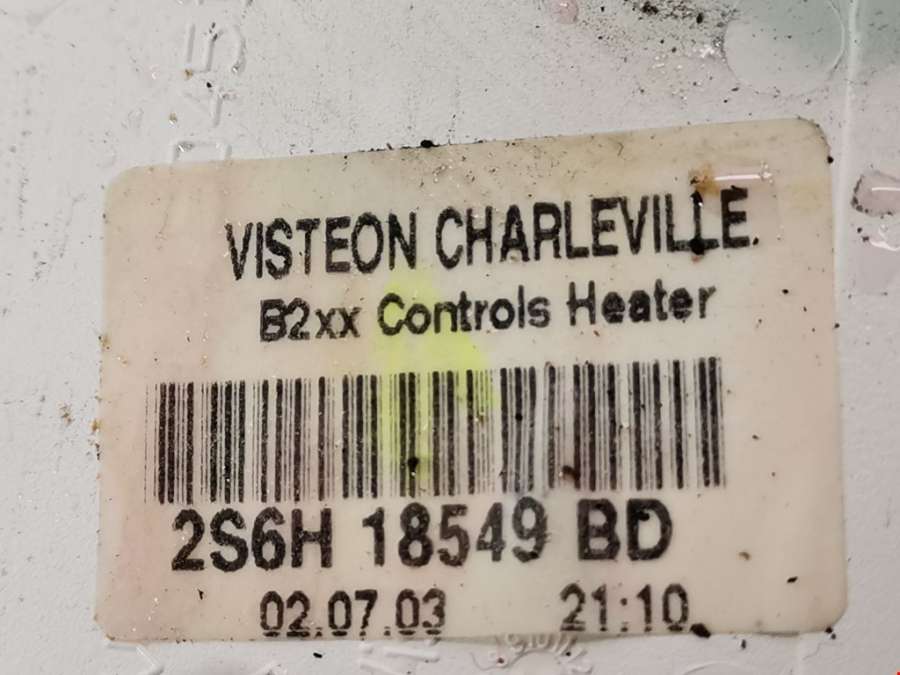 VISTEON CHARLEVILLE
B2xx Controls Heater
2S6H 18549 BD
02.07.03 21:10